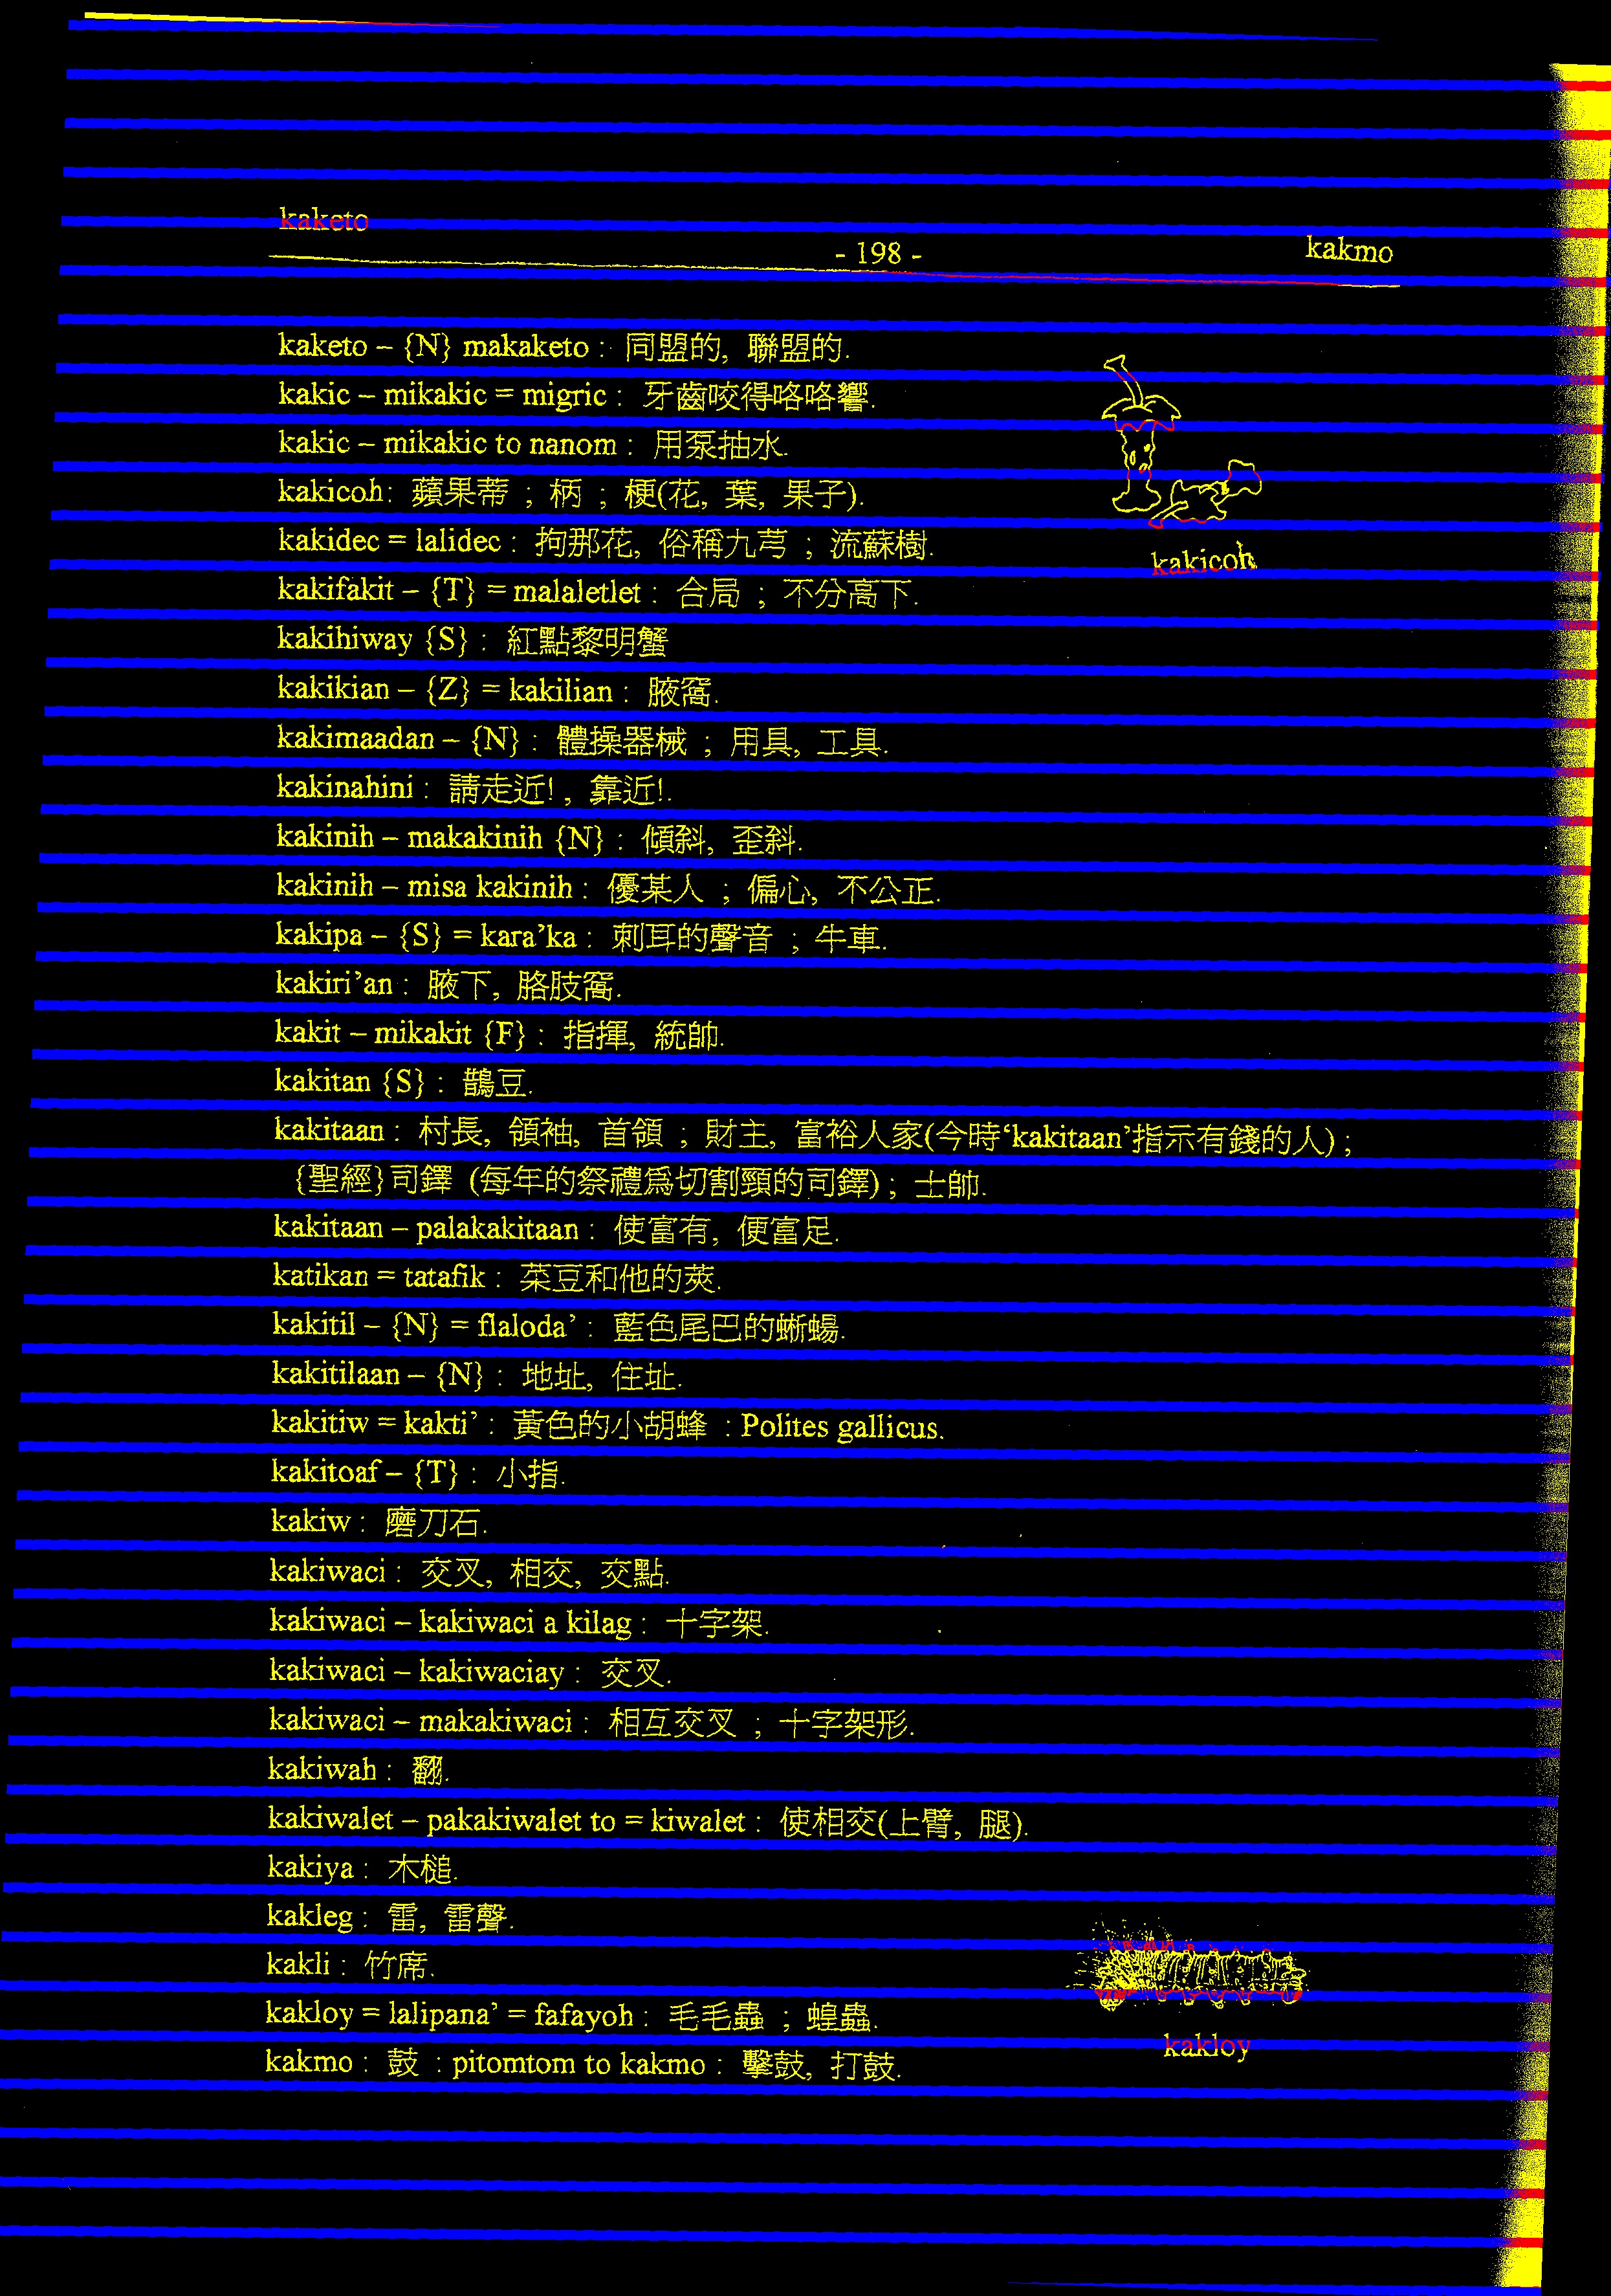 kaketo
- 198 -
kakmo
kaketo – {N} makaketo : 同盟的, 聯盟的.
kakic – mikakic = migric : 牙齒咬得咯咯響.
kakic – mikakic to nanom : 用泵抽水.
kakicoh: 蘋果蒂 ; 柄 ; 梗(花, 葉, 果子).
kakidec = lalidec : 拘那花, 俗稱九芎 ; 流蘇樹.
kakicoh
kakifakit – {T} = malaletlet : 合局 ; 不分高下.
kakihiway {S} : 紅點黎明蟹
kakikian – {Z} = kakilian : 腋窩.
kakimaadan – {N} : 體操器械 ; 用具, 工具.
kakinahini : 請走近! , 靠近!.
kakinih – makakinih {N} : 傾斜, 歪斜.
kakinih – misa kakinih : 優某人 ; 偏心, 不公正.
kakipa – {S} = kara’ka : 刺耳的聲音 ; 牛車.
kakiri’an : 腋下, 胳肢窩.
kakit – mikakit {F} : 指揮, 統帥.
kakitan {S} : 鵲豆.
kakitaan : 村長, 領袖, 首領 ; 財主, 富裕人家(今時‘kakitaan’指示有錢的人) ;
{聖經}司鐸 (每年的祭禮為切割頸的司鐸) ; 士帥.
kakitaan – palakakitaan : 使富有, 便富足.
katikan = tatafik : 菜豆和他的莢.
kakitil – {N} = flaloda’ : 藍色尾巴的蜥蜴.
kakitilaan – {N} : 地址, 住址.
kakitiw = kakti’ : 黃色的小胡蜂 : Polites gallicus.
kakitoaf – {T} : 小指.
kakiw : 磨刀石.
kakiwaci : 交叉, 相交, 交點.
kakiwaci – kakiwaci a kilag : 十字架.
kakiwaci – kakiwaciay : 交叉.
kakiwaci – makakiwaci : 相互交叉 ; 十字架形.
kakiwah : 翻.
kakiwalet – pakakiwalet to = kiwalet : 使相交(上臂, 腿).
kakiya : 木槌.
kakleg : 雷, 雷聲.
kakli : 竹席.
kakloy = lalipana’ = fafayoh : 毛毛蟲 ; 蝗蟲.
kakloy
kakmo : 鼓 : pitomtom to kakmo : 擊鼓, 打鼓.